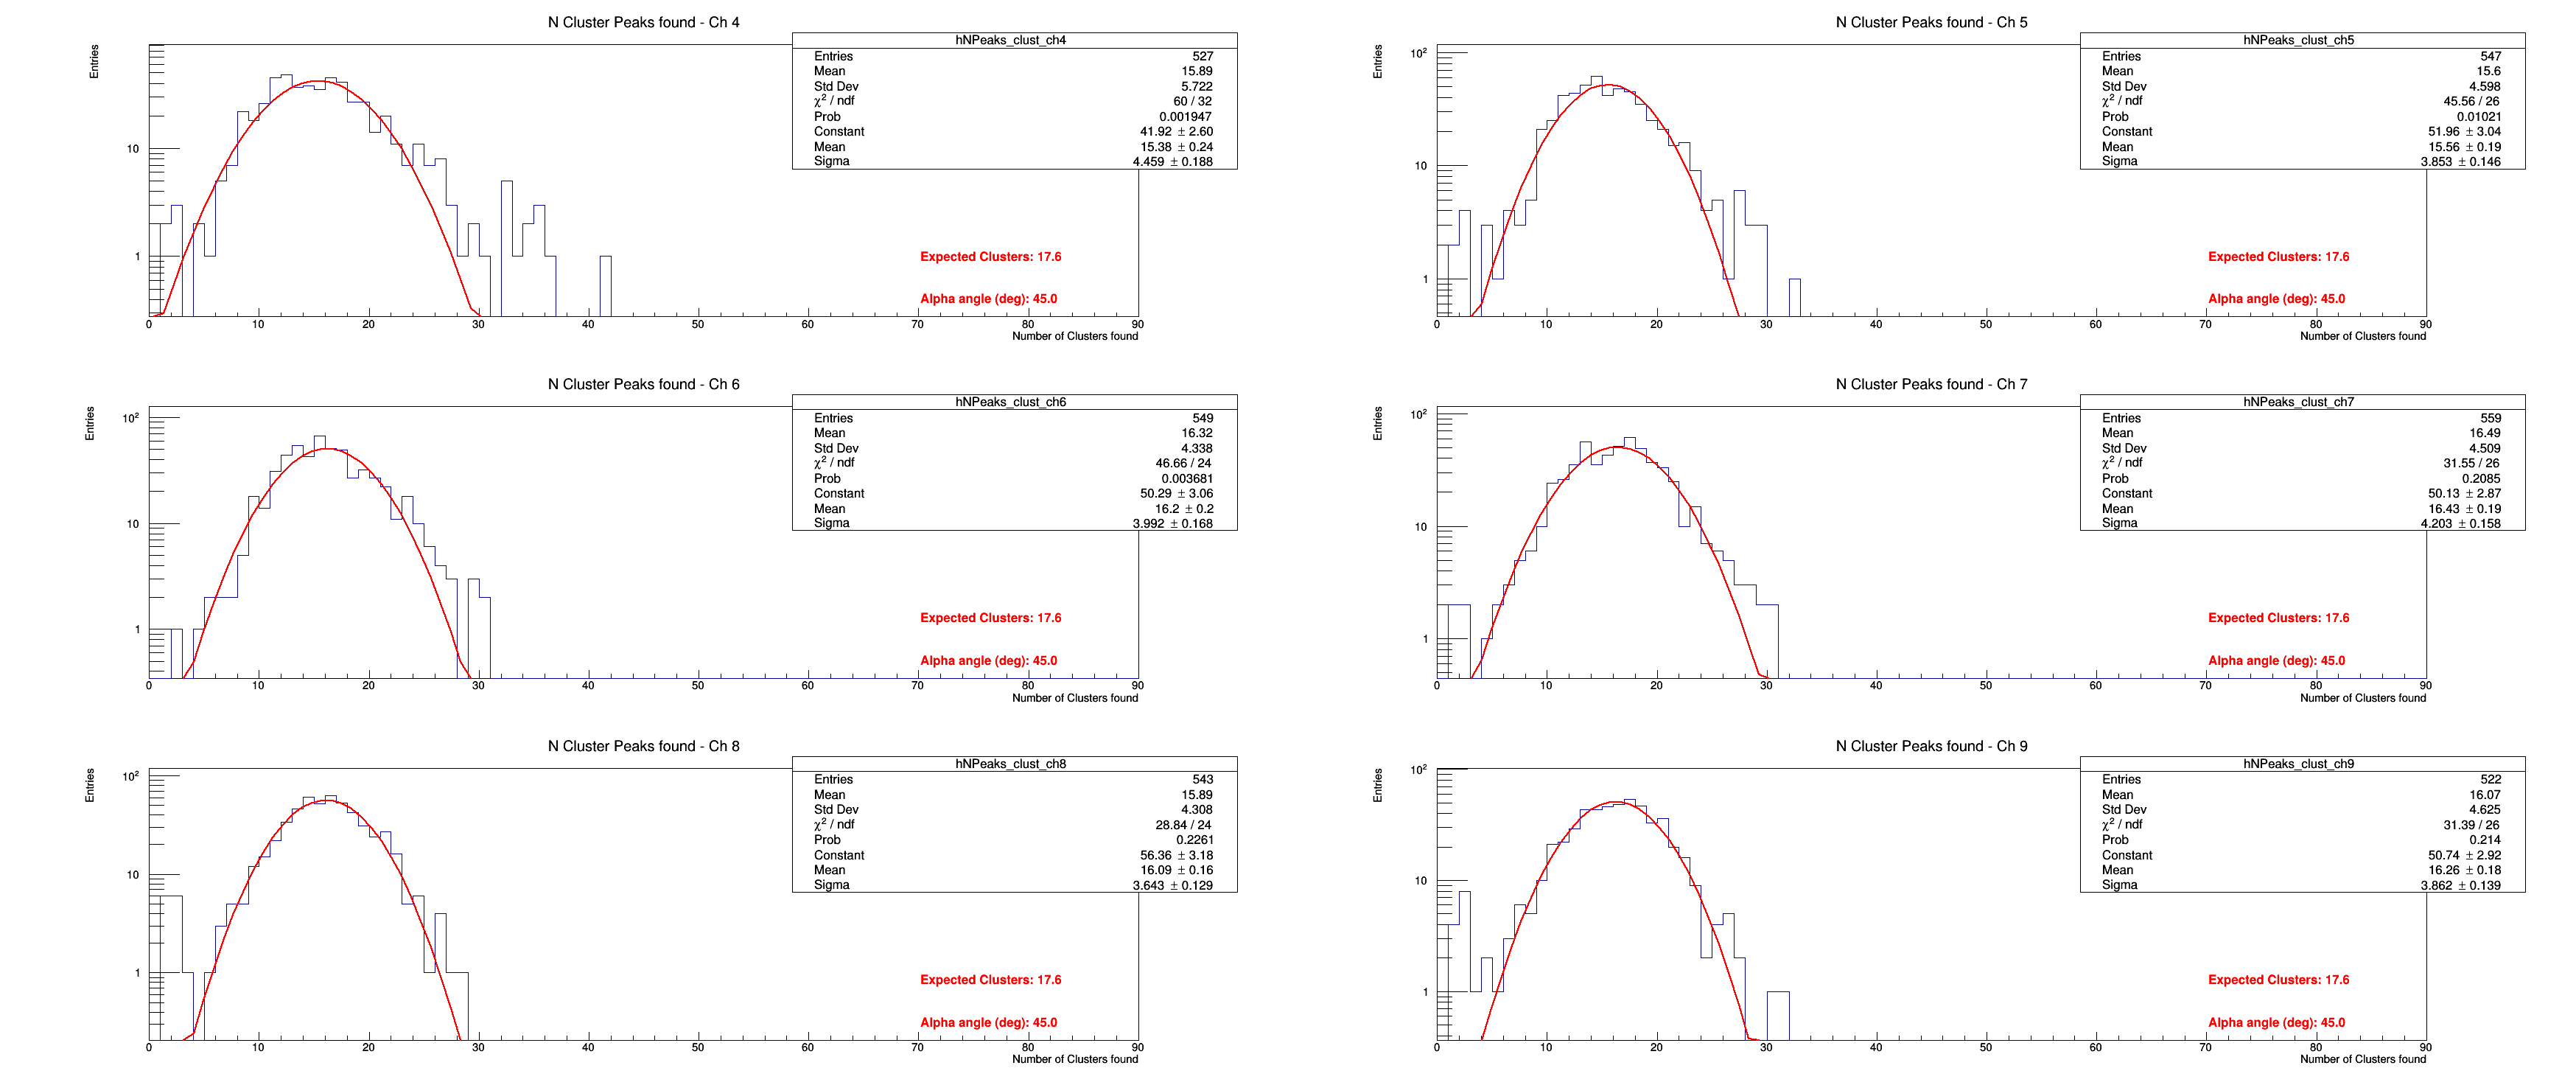 N Cluster Peaks found - Ch 4
Entries
hNPeaks_clust_ch4
Entries 527
Mean 15.89
Std Dev 5.722
χ² / ndf 60 / 32
Prob 0.001947
Constant 41.92 ± 2.60
Mean 15.38 ± 0.24
Sigma 4.459 ± 0.188
10
1
Expected Clusters: 17.6
Alpha angle (deg): 45.0
0 10 20 30 40 50 60 70 80 90
Number of Clusters found
N Cluster Peaks found - Ch 5
Entries
hNPeaks_clust_ch5
Entries 547
Mean 15.6
Std Dev 4.598
χ² / ndf 45.56 / 26
Prob 0.01021
Constant 51.96 ± 3.04
Mean 15.56 ± 0.19
Sigma 3.853 ± 0.146
10²
10
1
Expected Clusters: 17.6
Alpha angle (deg): 45.0
0 10 20 30 40 50 60 70 80 90
Number of Clusters found
N Cluster Peaks found - Ch 6
Entries
hNPeaks_clust_ch6
Entries 549
Mean 16.32
Std Dev 4.338
χ² / ndf 46.66 / 24
Prob 0.003681
Constant 50.29 ± 3.06
Mean 16.2 ± 0.2
Sigma 3.992 ± 0.168
10²
10
1
Expected Clusters: 17.6
Alpha angle (deg): 45.0
0 10 20 30 40 50 60 70 80 90
Number of Clusters found
N Cluster Peaks found - Ch 7
Entries
hNPeaks_clust_ch7
Entries 559
Mean 16.49
Std Dev 4.509
χ² / ndf 31.55 / 26
Prob 0.2085
Constant 50.13 ± 2.87
Mean 16.43 ± 0.19
Sigma 4.203 ± 0.158
10²
10
1
Expected Clusters: 17.6
Alpha angle (deg): 45.0
0 10 20 30 40 50 60 70 80 90
Number of Clusters found
N Cluster Peaks found - Ch 8
Entries
hNPeaks_clust_ch8
Entries 543
Mean 15.89
Std Dev 4.308
χ² / ndf 28.84 / 24
Prob 0.2261
Constant 56.36 ± 3.18
Mean 16.09 ± 0.16
Sigma 3.643 ± 0.129
10²
10
1
Expected Clusters: 17.6
Alpha angle (deg): 45.0
0 10 20 30 40 50 60 70 80 90
Number of Clusters found
N Cluster Peaks found - Ch 9
Entries
hNPeaks_clust_ch9
Entries 522
Mean 16.07
Std Dev 4.625
χ² / ndf 31.39 / 26
Prob 0.214
Constant 50.74 ± 2.92
Mean 16.26 ± 0.18
Sigma 3.862 ± 0.139
10²
10
1
Expected Clusters: 17.6
Alpha angle (deg): 45.0
0 10 20 30 40 50 60 70 80 90
Number of Clusters found